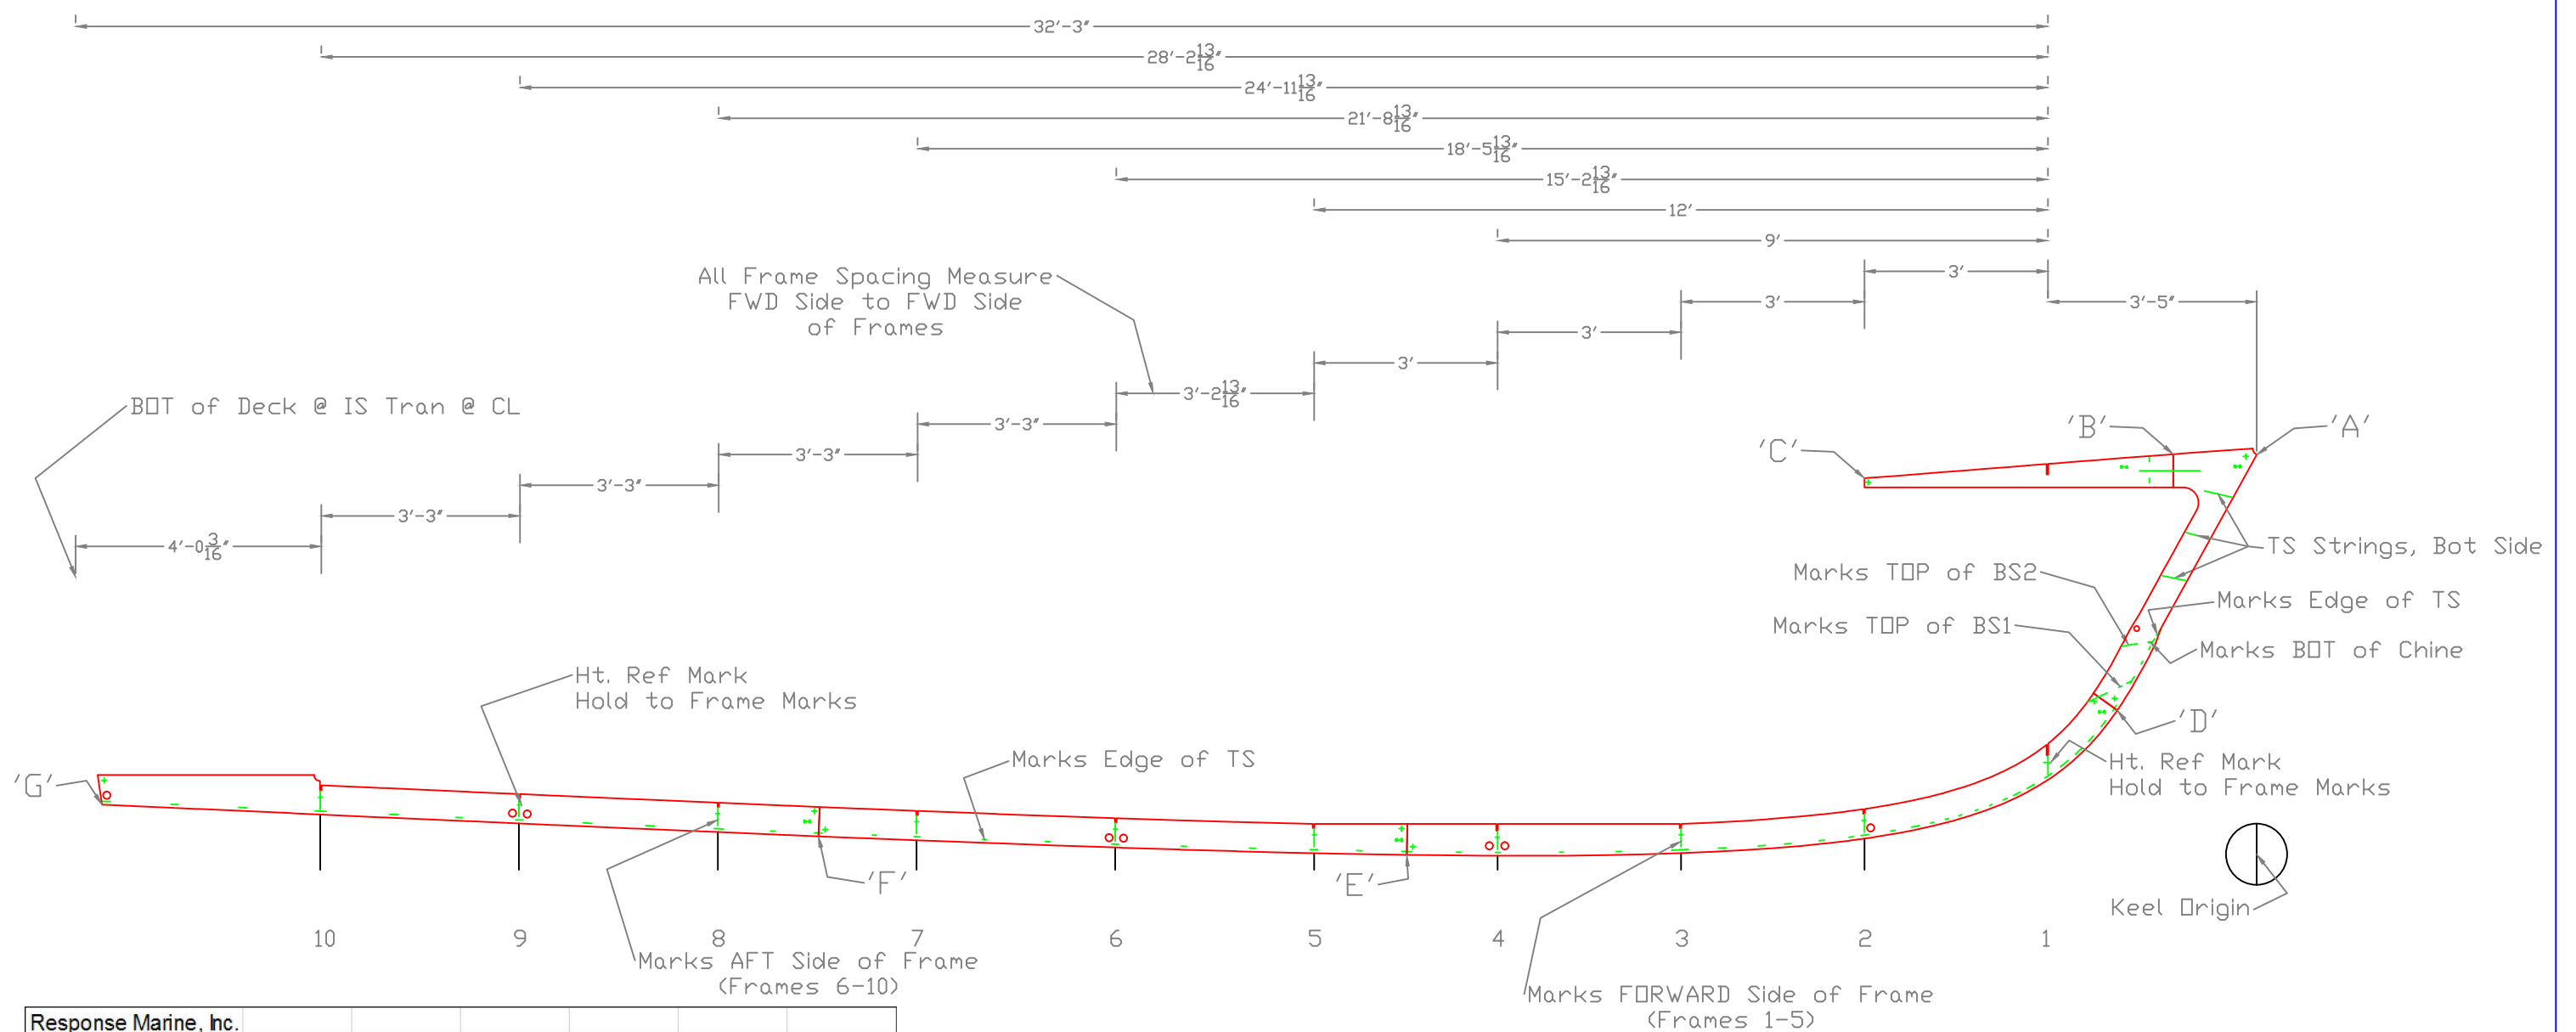 32'-3"
28'-2 13/16"
24'-11 13/16"
21'-8 13/16"
18'-5 13/16"
15'-2 13/16"
12'
9'
3'
3'
3'-5"
3'
3'
3'-2 13/16"
3'-3"
3'-3"
3'-3"
3'-3"
4'-0 3/16"
All Frame Spacing Measure
FWD Side to FWD Side
of Frames
BOT of Deck @ IS Tran @ CL
'C'
'B'
'A'
TS Strings, Bot Side
Marks TOP of BS2
Marks Edge of TS
Marks TOP of BS1
Marks BOT of Chine
'D'
Ht. Ref Mark
Hold to Frame Marks
Ht. Ref Mark
Hold to Frame Marks
Marks Edge of TS
'G'
'F'
'E'
Keel Origin
10 9 8 7 6 5 4 3 2 1
Marks AFT Side of Frame
(Frames 6-10)
Marks FORWARD Side of Frame
(Frames 1-5)
Response Marine, Inc.